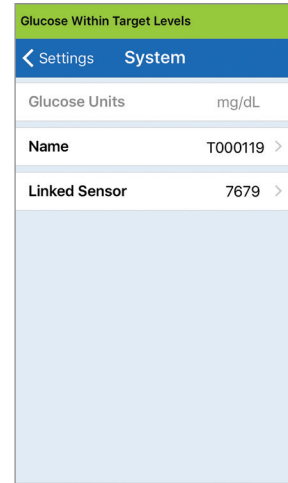 Glucose Within Target Levels
Settings System
Glucose Units mg/dL
Name T000119
Linked Sensor 7679